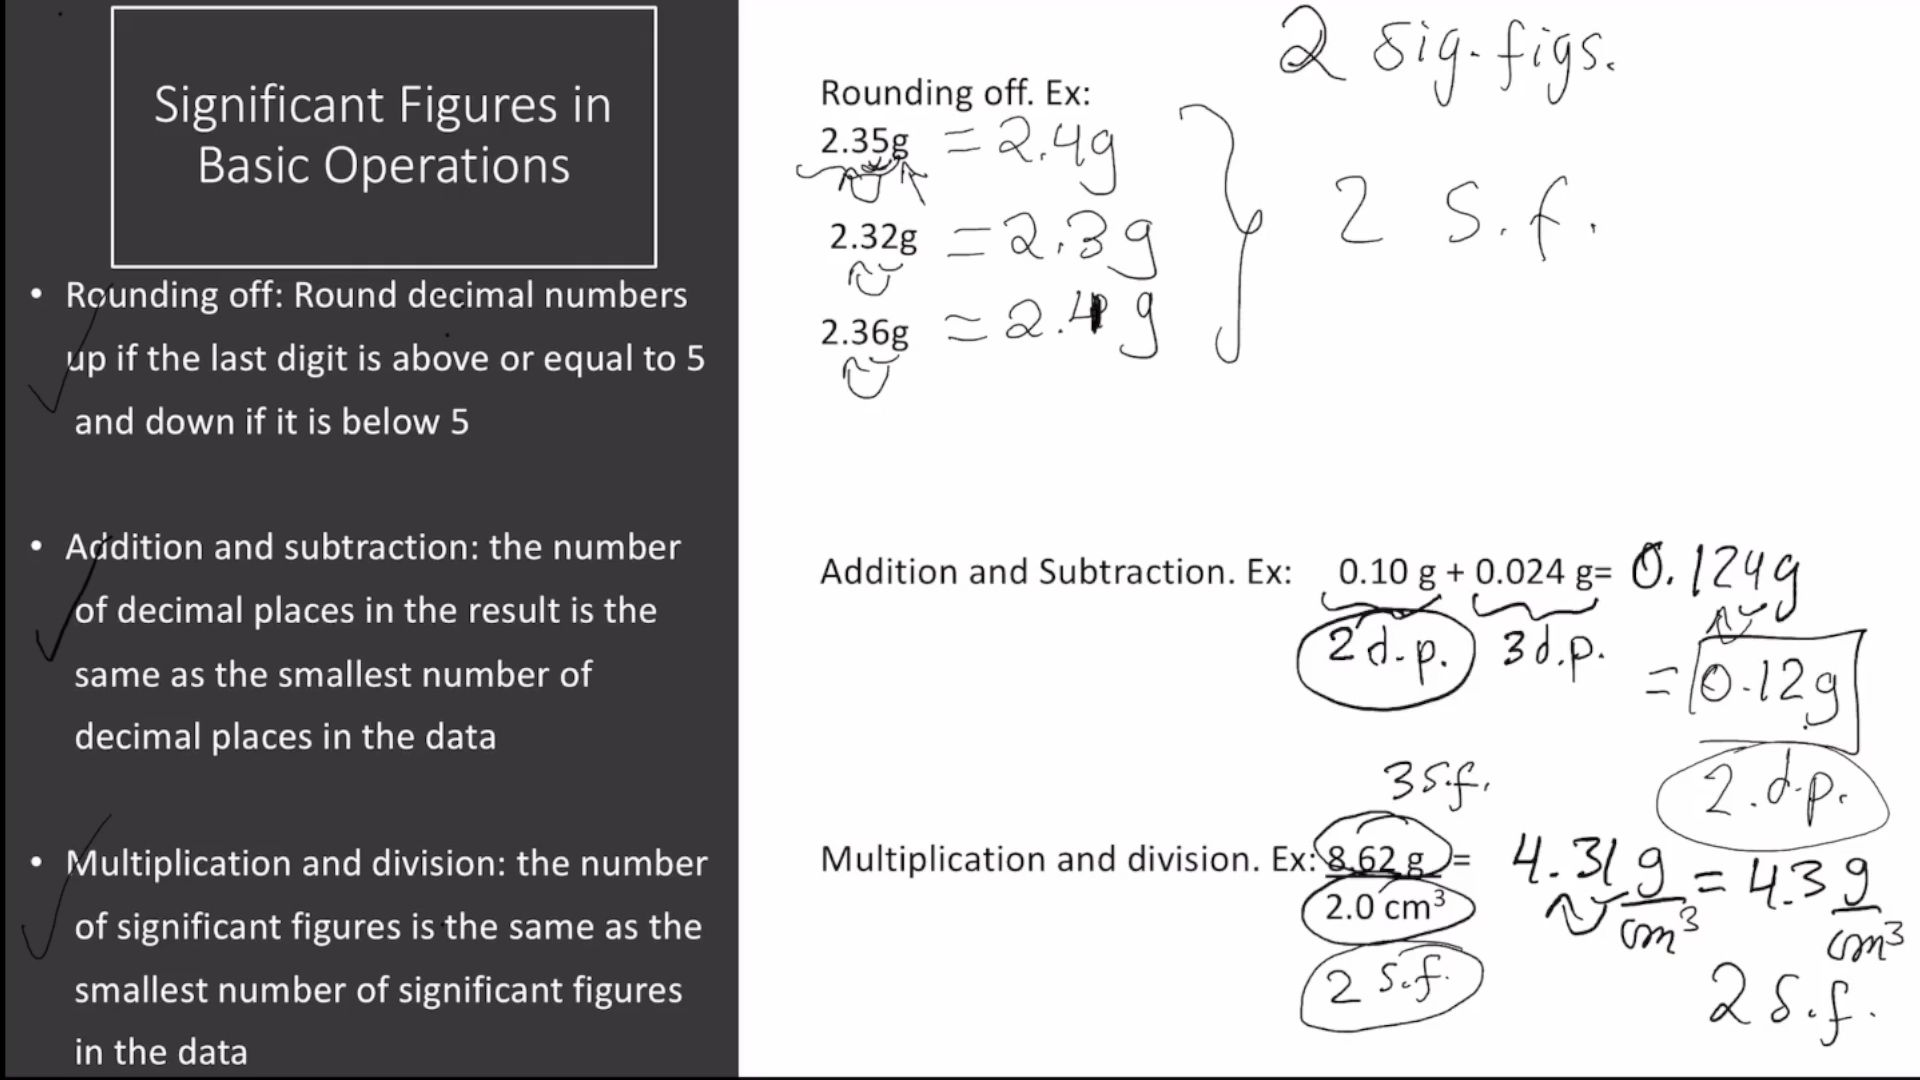 Significant Figures in
Basic Operations
• Rounding off: Round decimal numbers
up if the last digit is above or equal to 5
and down if it is below 5
• Addition and subtraction: the number
of decimal places in the result is the
same as the smallest number of
decimal places in the data
• Multiplication and division: the number
of significant figures is the same as the
smallest number of significant figures
in the data
2 sig. figs.
Rounding off. Ex:
2.35g = 2.4g
2.32g = 2.3g
2 s.f.
2.36g = 2.4g
Addition and Subtraction. Ex: 0.10 g + 0.024 g= 0.124g
2 d.p. 3 d.p.
= 0.12g
2.d.p.
3 s.f.
Multiplication and division. Ex: 8.62 g = 4.31 g = 4.3 g
2.0 cm³ cm³ cm³
2 s.f. 2 s.f.